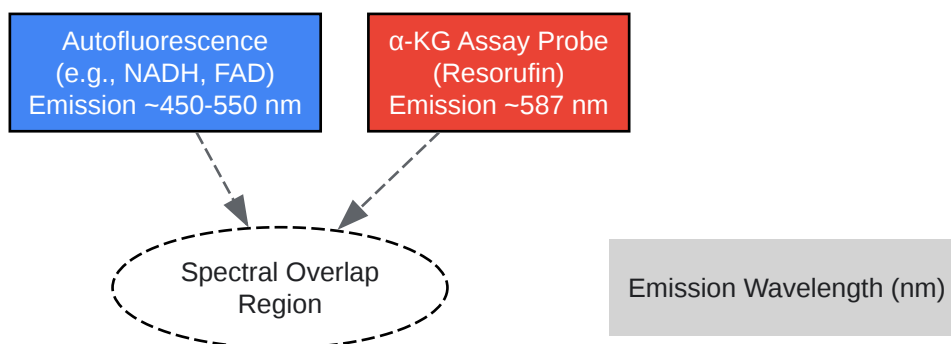 Autofluorescence
(e.g., NADH, FAD)
Emission ~450-550 nm
α-KG Assay Probe
(Resorufin)
Emission ~587 nm
Spectral Overlap
Region
Emission Wavelength (nm)